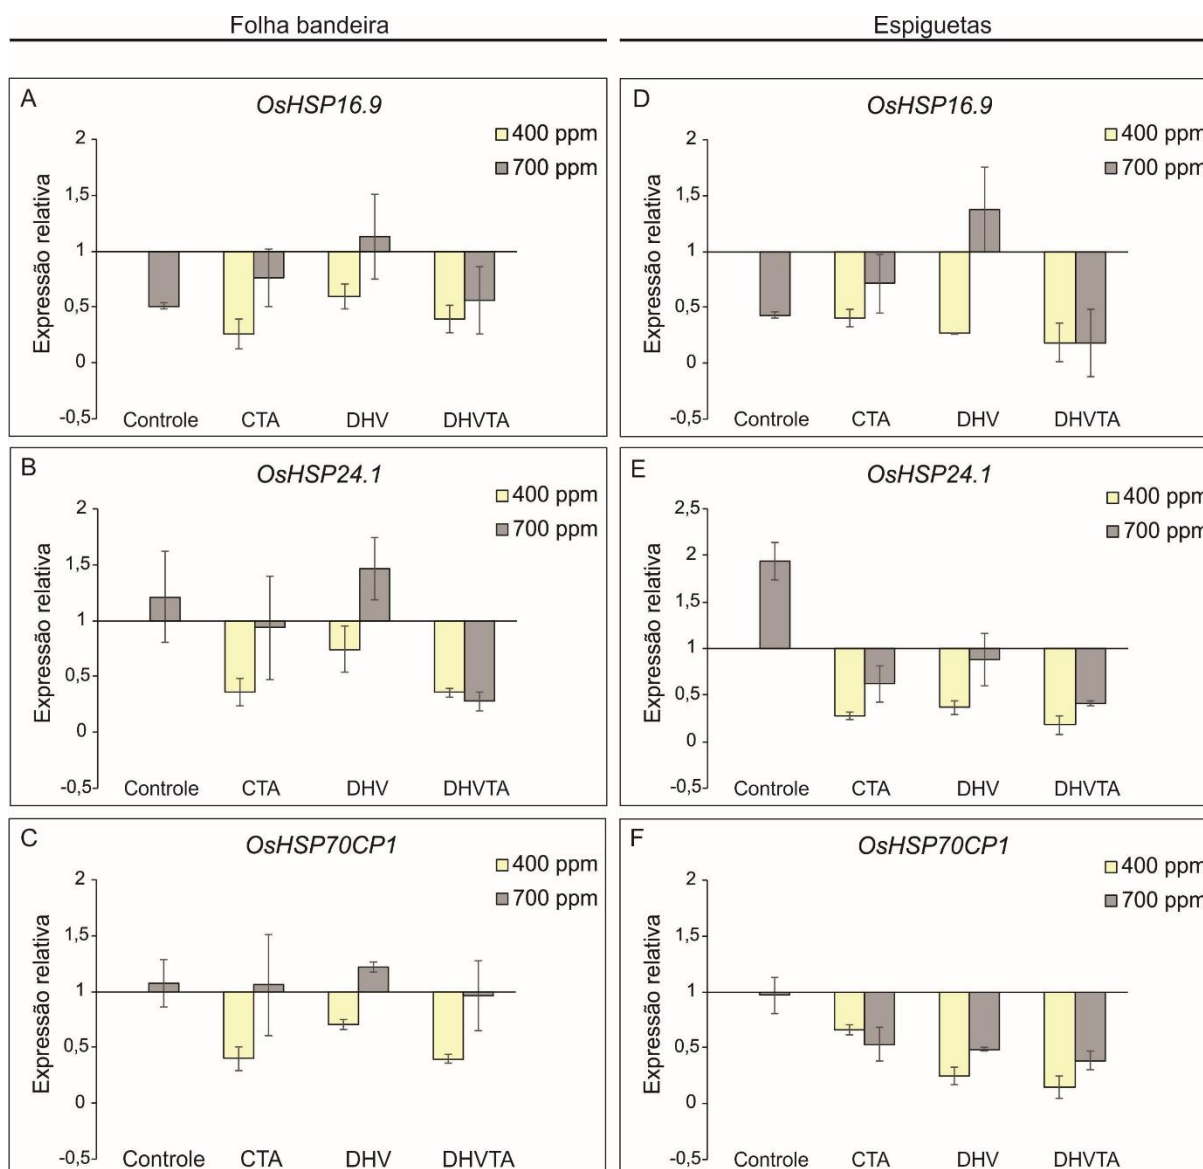 Folha bandeira
Espiguetas
A
OsHSP16.9
400 ppm
700 ppm
Expressão relativa
2
1,5
1
0,5
0
-0,5
Controle CTA DHV DHVTA
D
OsHSP16.9
400 ppm
700 ppm
Expressão relativa
2
1,5
1
0,5
0
-0,5
Controle CTA DHV DHVTA
B
OsHSP24.1
400 ppm
700 ppm
Expressão relativa
2
1,5
1
0,5
0
-0,5
Controle CTA DHV DHVTA
E
OsHSP24.1
400 ppm
700 ppm
Expressão relativa
2,5
2
1,5
1
0,5
0
-0,5
Controle CTA DHV DHVTA
C
OsHSP70CP1
400 ppm
700 ppm
Expressão relativa
2
1,5
1
0,5
0
-0,5
Controle CTA DHV DHVTA
F
OsHSP70CP1
400 ppm
700 ppm
Expressão relativa
2
1,5
1
0,5
0
-0,5
Controle CTA DHV DHVTA